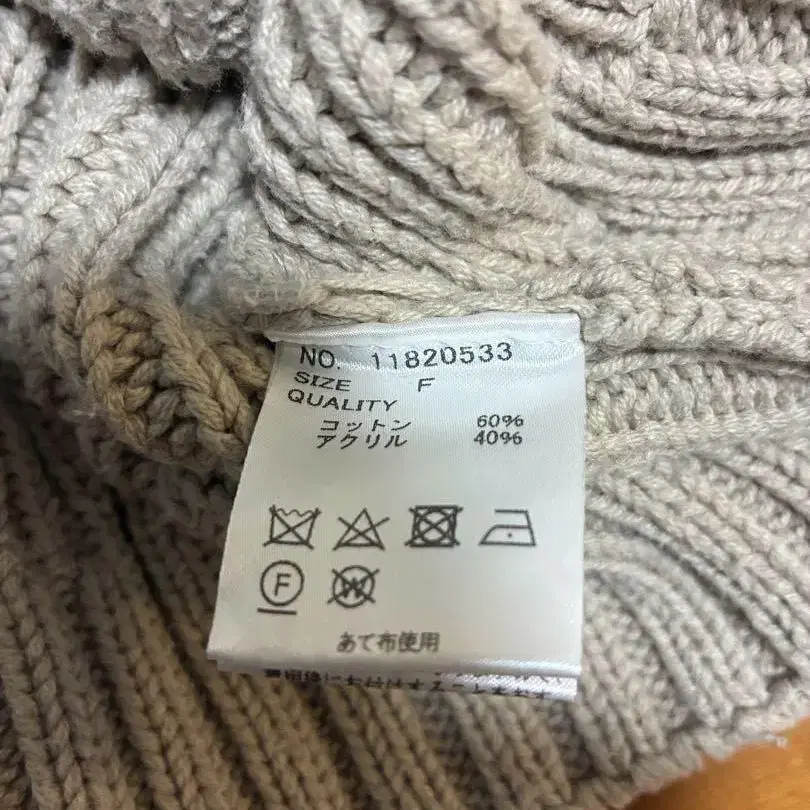 NO. 11820533
SIZE F
QUALITY
コットン 60%
アクリル 40%
F
W
あて布使用